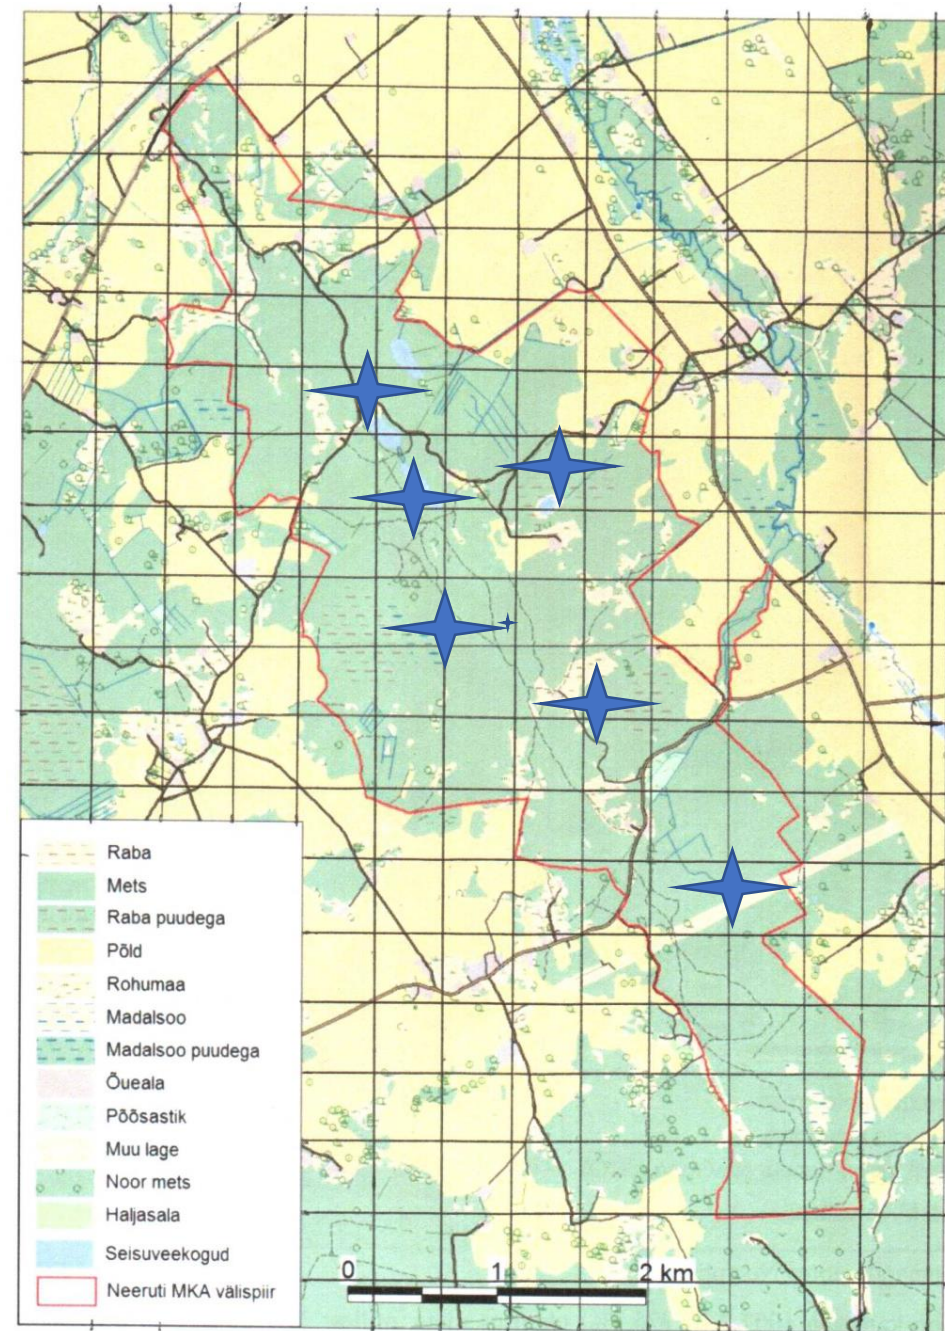 Raba
Mets
Raba puudega
Põld
Rohumaa
Madalsoo
Madalsoo puudega
Õueala
Põõsastik
Muu lage
Noor mets
Haljasala
Seisuveekogud
Neeruti MKA välispiir
0 1 2 km